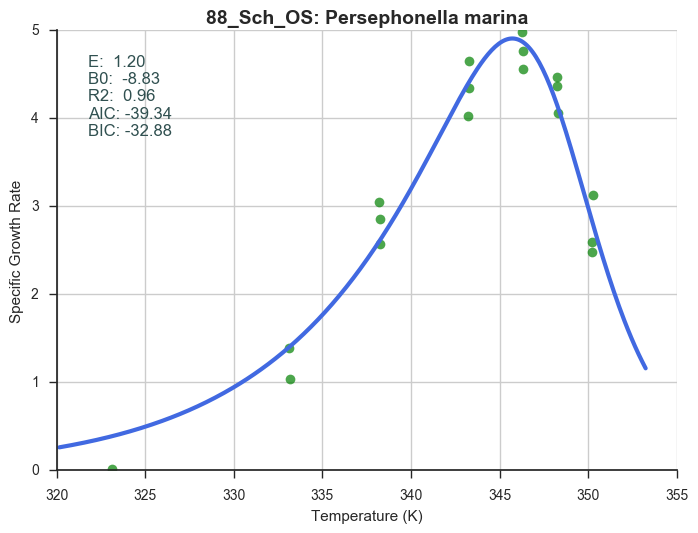 88_Sch_OS: Persephonella marina
E:  1.20
B0:  -8.83
R2:  0.96
AIC: -39.34
BIC: -32.88
Specific Growth Rate
5
4
3
2
1
0
320 325 330 335 340 345 350 355
Temperature (K)